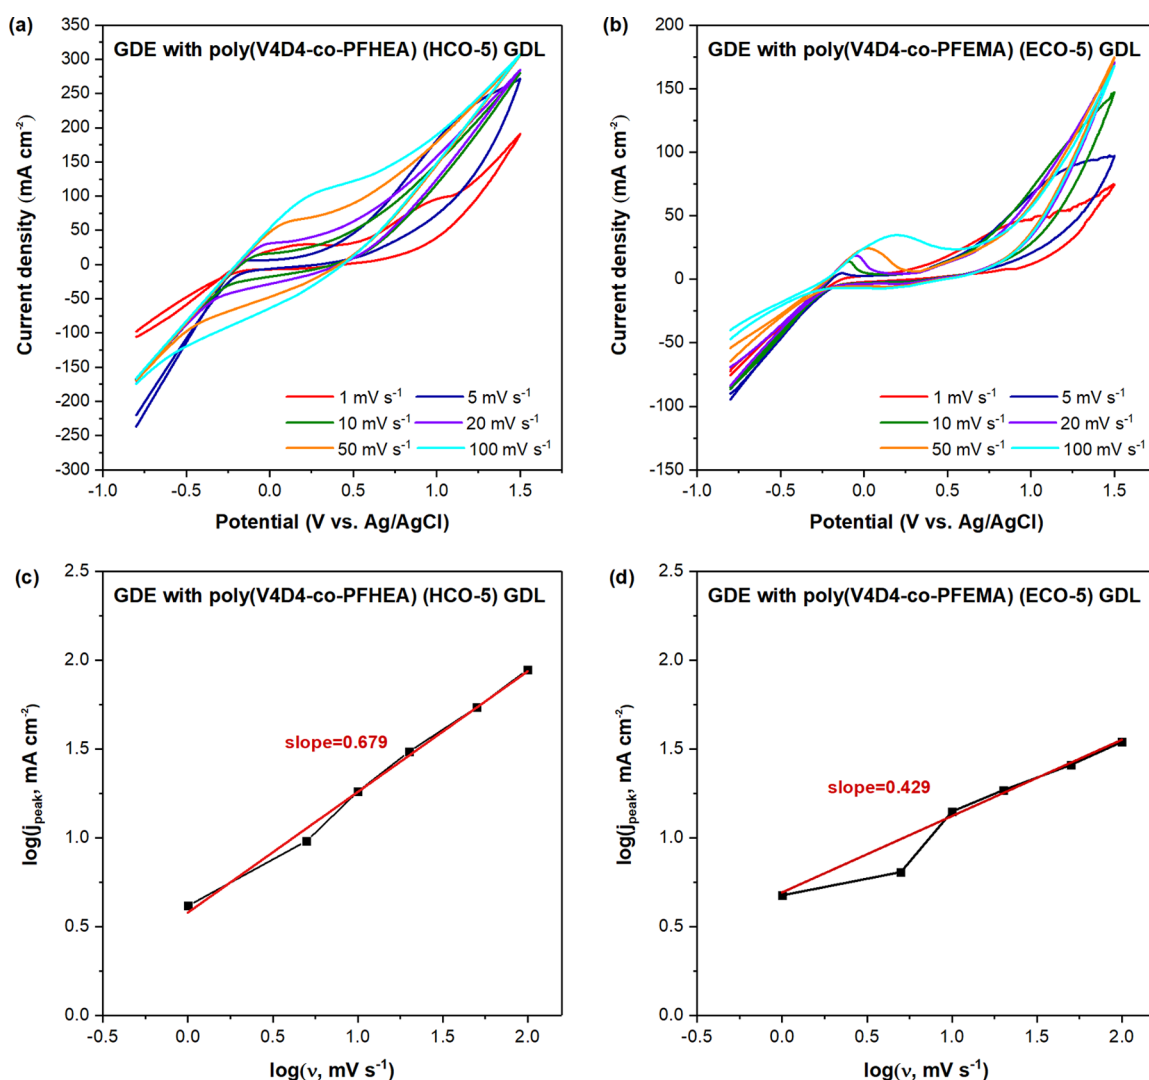 (a)
GDE with poly(V4D4-co-PFHEA) (HCO-5) GDL
350
300
250
200
150
100
50
0
-50
-100
-150
-200
-250
-300
Current density (mA cm⁻²)
1 mV s⁻¹
5 mV s⁻¹
10 mV s⁻¹
20 mV s⁻¹
50 mV s⁻¹
100 mV s⁻¹
-1.0
-0.5
0.0
0.5
1.0
1.5
Potential (V vs. Ag/AgCl)
(b)
GDE with poly(V4D4-co-PFEMA) (ECO-5) GDL
200
150
100
50
0
-50
-100
-150
Current density (mA cm⁻²)
1 mV s⁻¹
5 mV s⁻¹
10 mV s⁻¹
20 mV s⁻¹
50 mV s⁻¹
100 mV s⁻¹
-1.0
-0.5
0.0
0.5
1.0
1.5
Potential (V vs. Ag/AgCl)
(c)
GDE with poly(V4D4-co-PFHEA) (HCO-5) GDL
2.5
2.0
1.5
1.0
0.5
0.0
log(jpeak, mA cm⁻²)
slope=0.679
-0.5
0.0
0.5
1.0
1.5
2.0
log(ν, mV s⁻¹)
(d)
GDE with poly(V4D4-co-PFEMA) (ECO-5) GDL
2.5
2.0
1.5
1.0
0.5
0.0
log(jpeak, mA cm⁻²)
slope=0.429
-0.5
0.0
0.5
1.0
1.5
2.0
log(ν, mV s⁻¹)